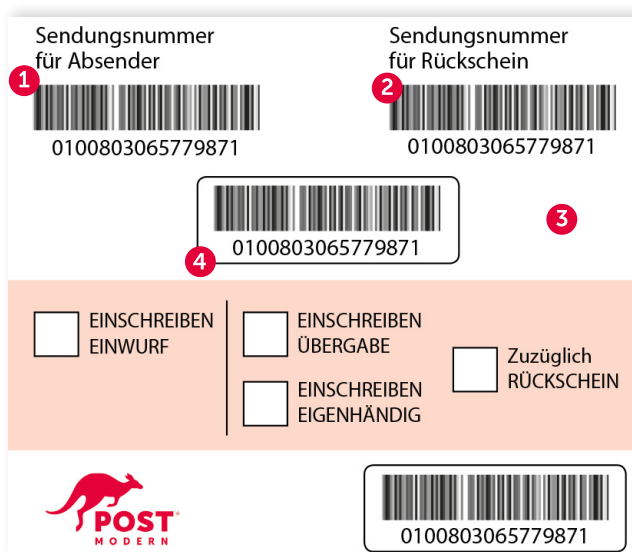 Sendungsnummer
für Absender
1
0100803065779871
Sendungsnummer
für Rückschein
2
0100803065779871
3
0100803065779871
4
EINSCHREIBEN
EINWURF
EINSCHREIBEN
ÜBERGABE
EINSCHREIBEN
EIGENHÄNDIG
Zuzüglich
RÜCKSCHEIN
POST
MODERN
0100803065779871